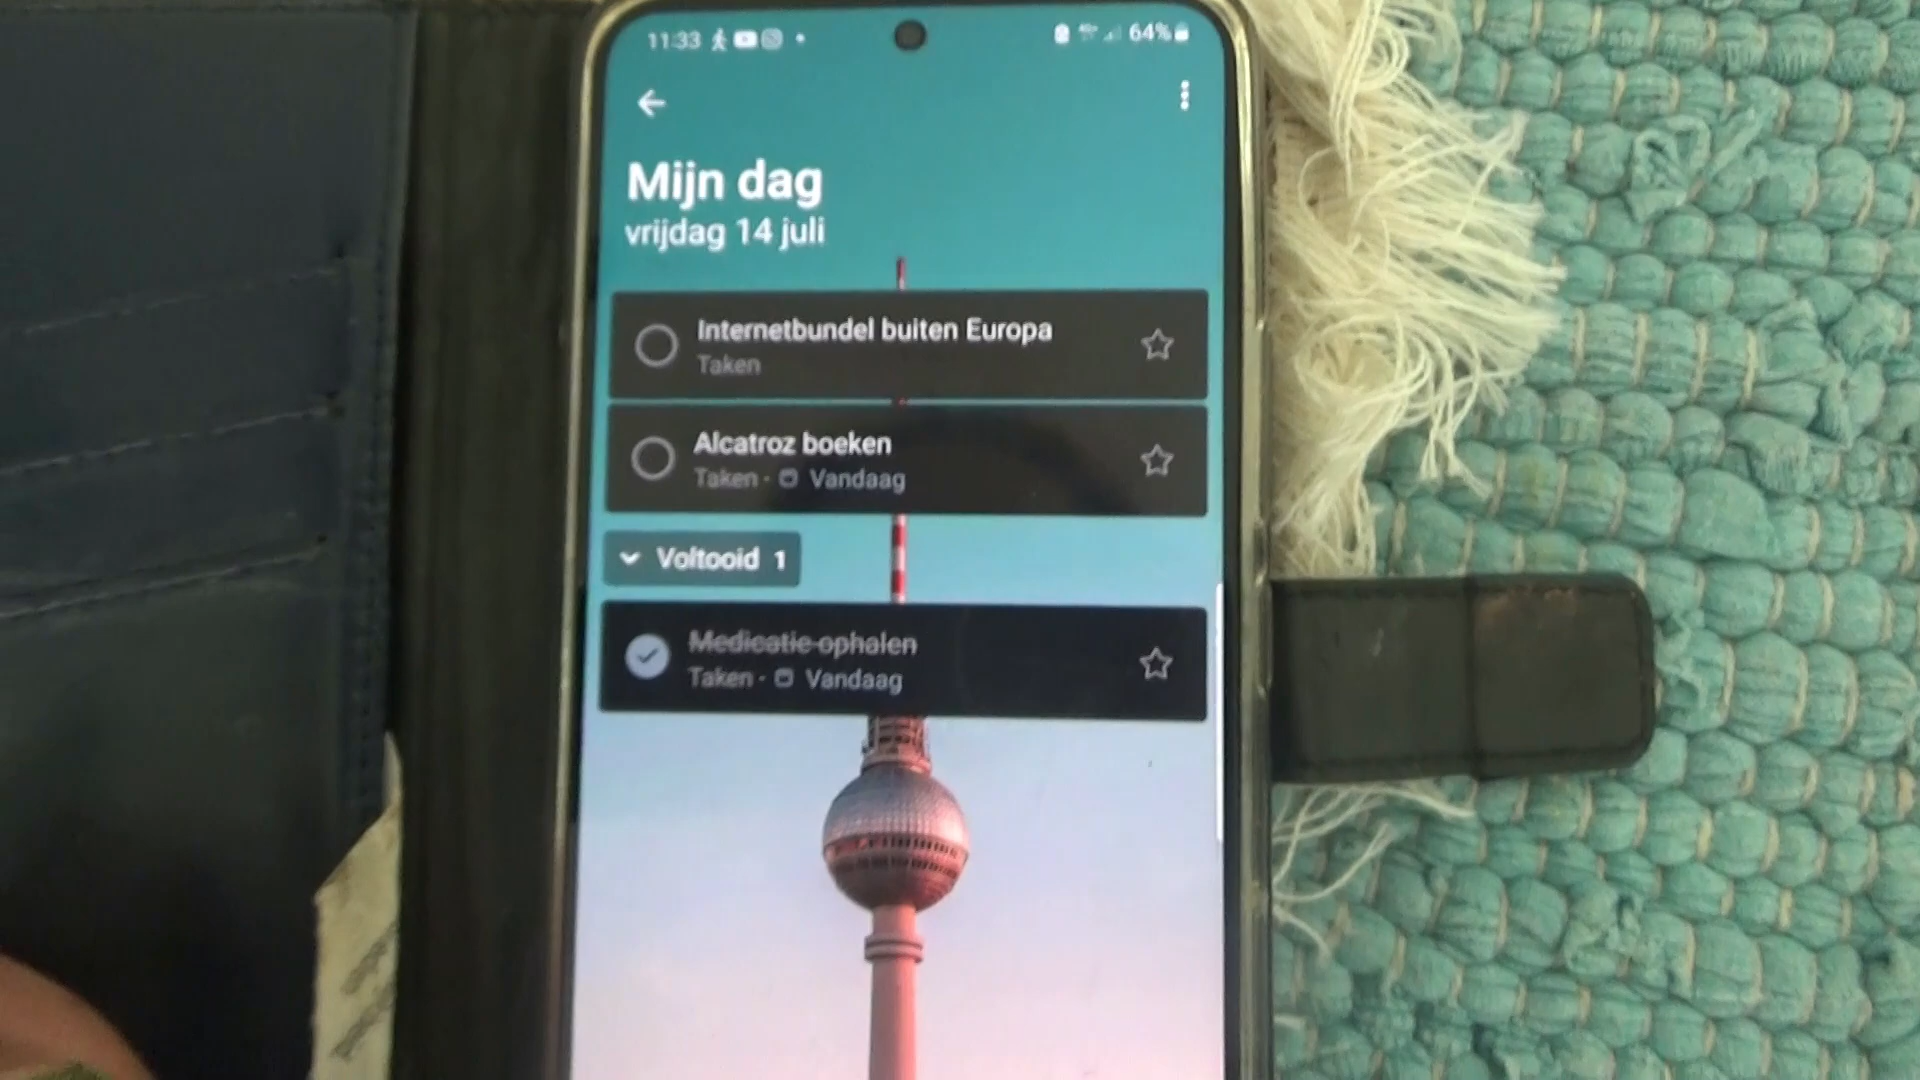 11:33 64%
Mijn dag
vrijdag 14 juli
Internetbundel buiten Europa
Taken
Alcatroz boeken
Taken · Vandaag
Voltooid 1
Medicatie ophalen
Taken · Vandaag